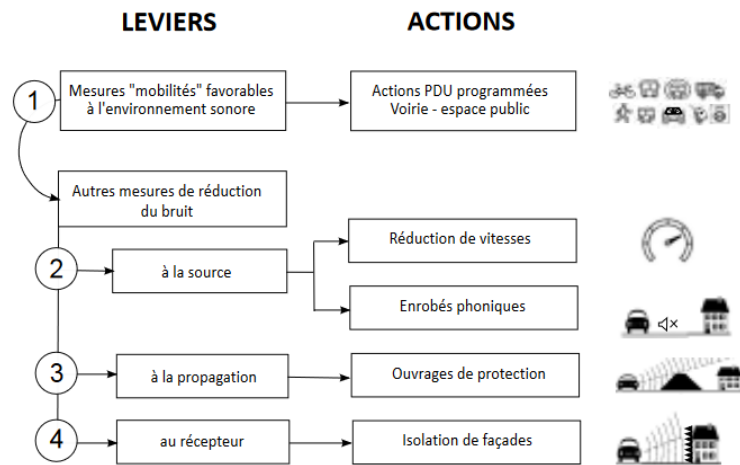 LEVIERS
ACTIONS
1
Mesures "mobilités" favorables
à l'environnement sonore
Actions PDU programmées
Voirie - espace public
Autres mesures de réduction
du bruit
2
à la source
Réduction de vitesses
Enrobés phoniques
3
à la propagation
Ouvrages de protection
4
au récepteur
Isolation de façades